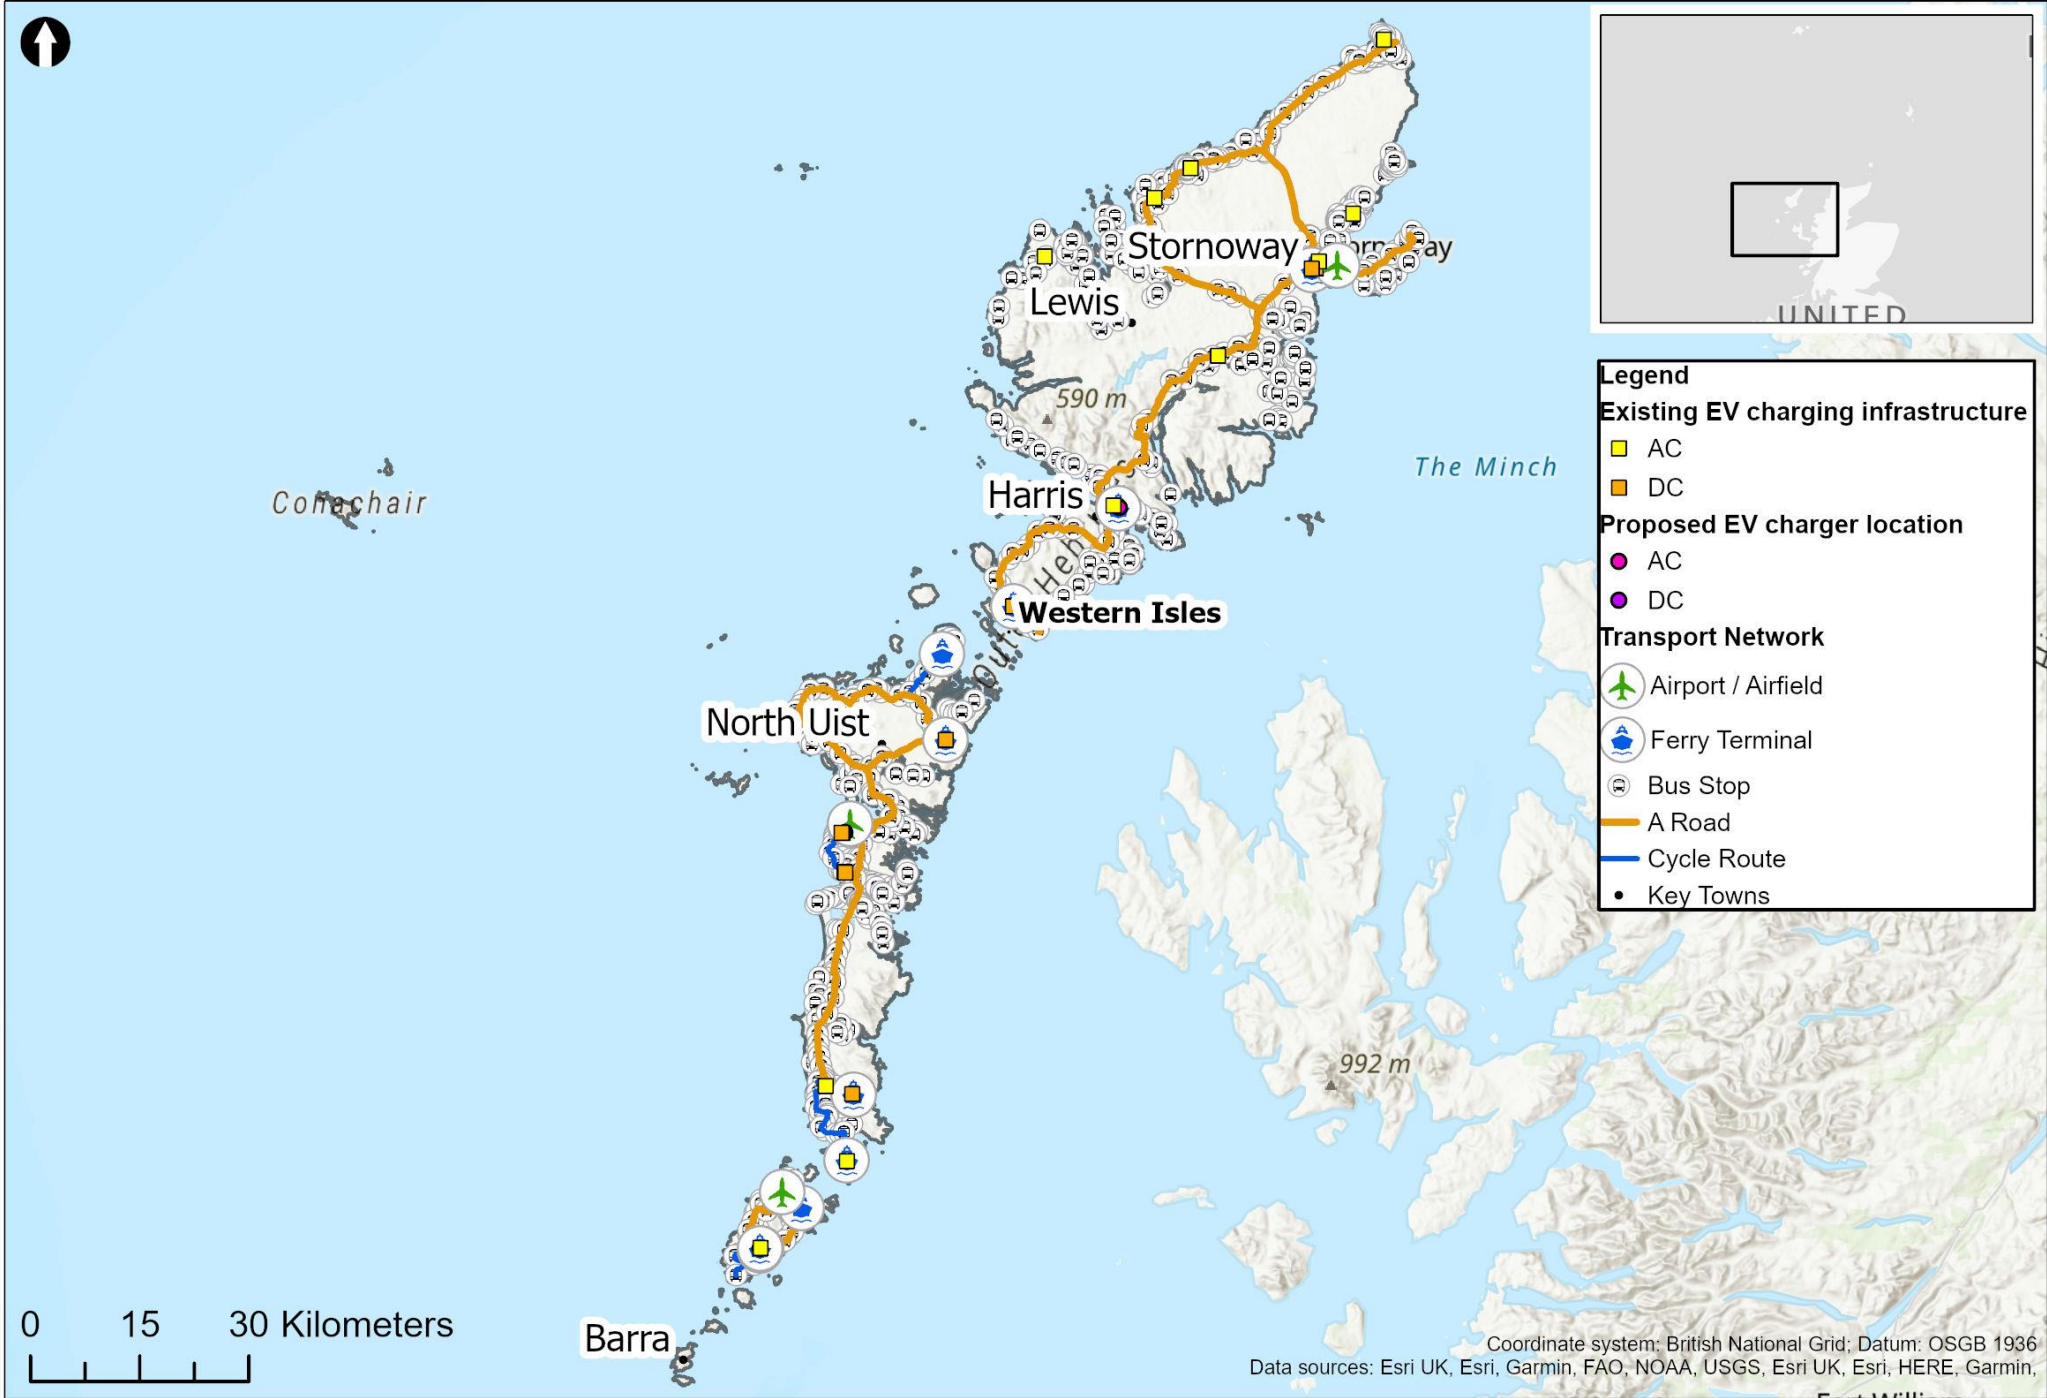 UNITED
Legend
Existing EV charging infrastructure
AC
DC
Proposed EV charger location
AC
DC
Transport Network
Airport / Airfield
Ferry Terminal
Bus Stop
A Road
Cycle Route
Key Towns
Stornoway
Lewis
590 m
The Minch
Conachair
Harris
Western Isles
North Uist
992 m
Barra
0 15 30 Kilometers
Coordinate system: British National Grid; Datum: OSGB 1936
Data sources: Esri UK, Esri, Garmin, FAO, NOAA, USGS, Esri UK, Esri, HERE, Garmin,